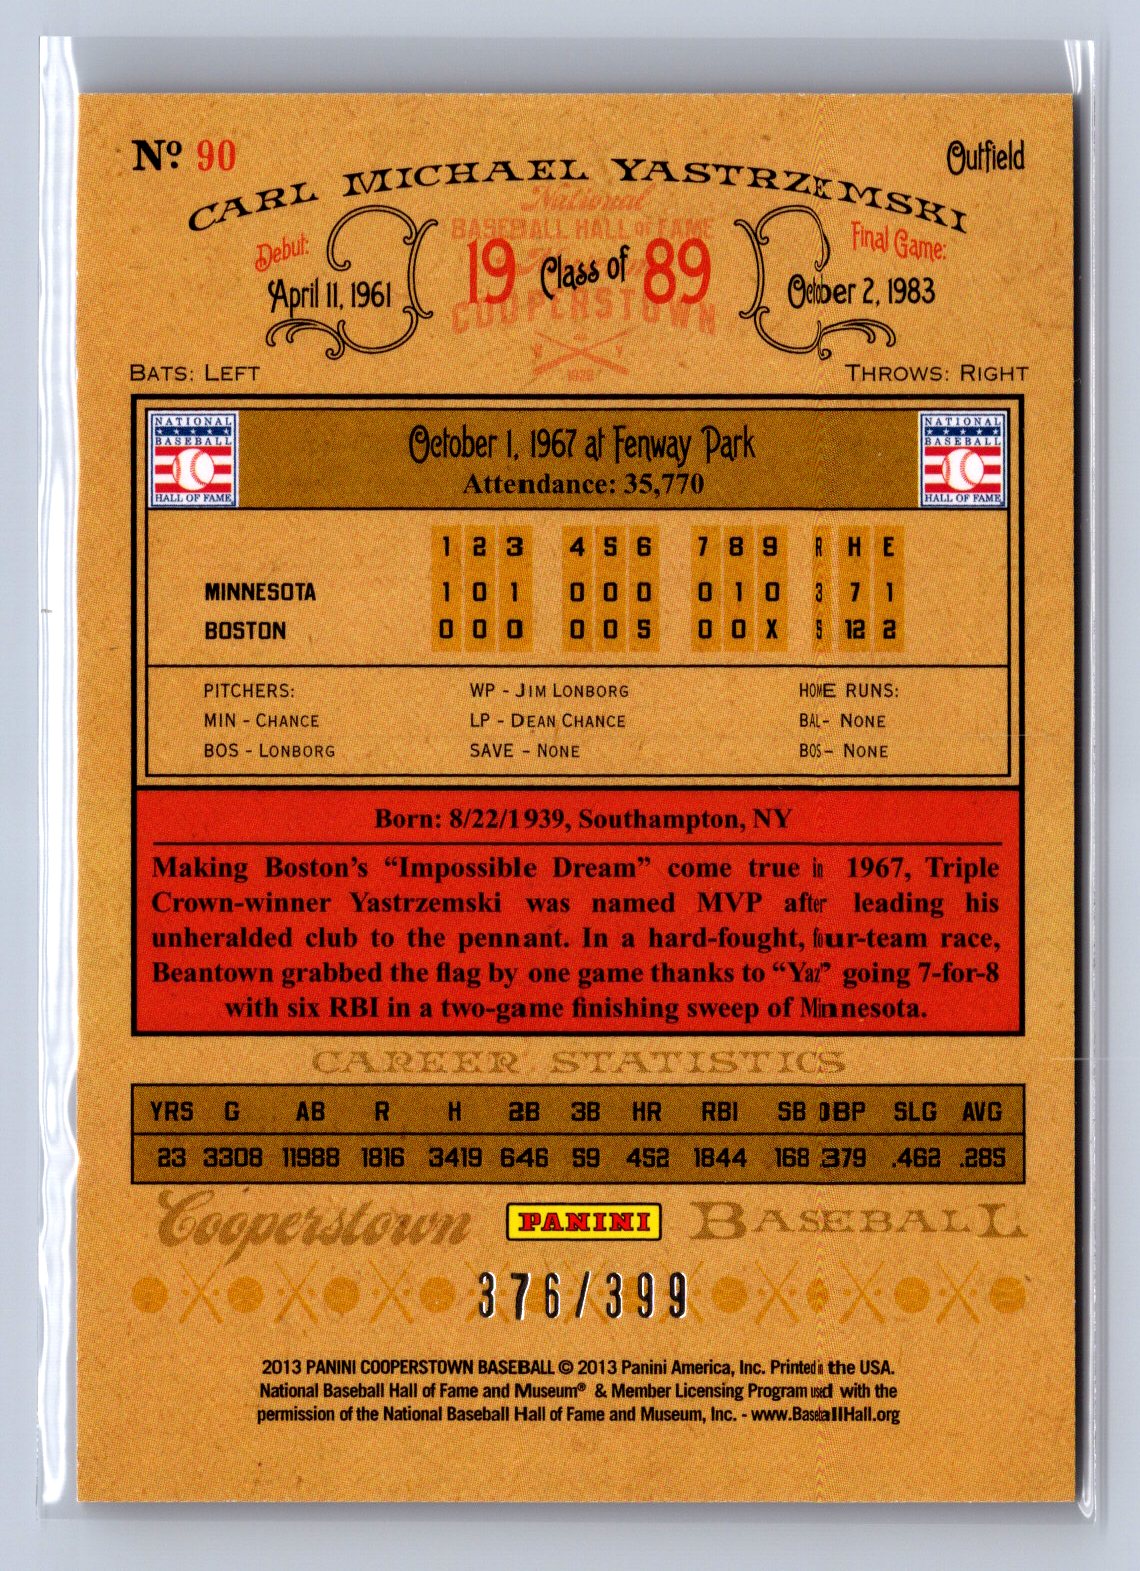 Nº 90
Outfield
CARL MICHAEL YASTRZEMSKI
National
BASEBALL HALL OF FAME
COOPERSTOWN
Debut:
April 11, 1961
19 Class of 89
Final Game:
October 2, 1983
BATS: LEFT
THROWS: RIGHT
NATIONAL BASEBALL HALL OF FAME
October 1, 1967 at Fenway Park
Attendance: 35,770
NATIONAL BASEBALL HALL OF FAME
1 2 3 4 5 6 7 8 9 R H E
MINNESOTA 1 0 1 0 0 0 0 1 0 3 7 1
BOSTON 0 0 0 0 0 5 0 0 X 5 12 2
PITCHERS: WP - JIM LONBORG HOME RUNS:
MIN - CHANCE LP - DEAN CHANCE BAL- NONE
BOS - LONBORG SAVE - NONE BOS- NONE
Born: 8/22/1939, Southampton, NY
Making Boston's “Impossible Dream” come true in 1967, Triple
Crown-winner Yastrzemski was named MVP after leading his
unheralded club to the pennant. In a hard-fought, four-team race,
Beantown grabbed the flag by one game thanks to “Yaz” going 7-for-8
with six RBI in a two-game finishing sweep of Minnesota.
CAREER STATISTICS
YRS G AB R H 2B 3B HR RBI SB OBP SLG AVG
23 3308 11988 1816 3419 646 59 452 1844 168 .379 .462 .285
Cooperstown PANINI BASEBALL
376/399
2013 PANINI COOPERSTOWN BASEBALL © 2013 Panini America, Inc. Printed in the USA.
National Baseball Hall of Fame and Museum® & Member Licensing Program used with the
permission of the National Baseball Hall of Fame and Museum, Inc. - www.BaseballHall.org